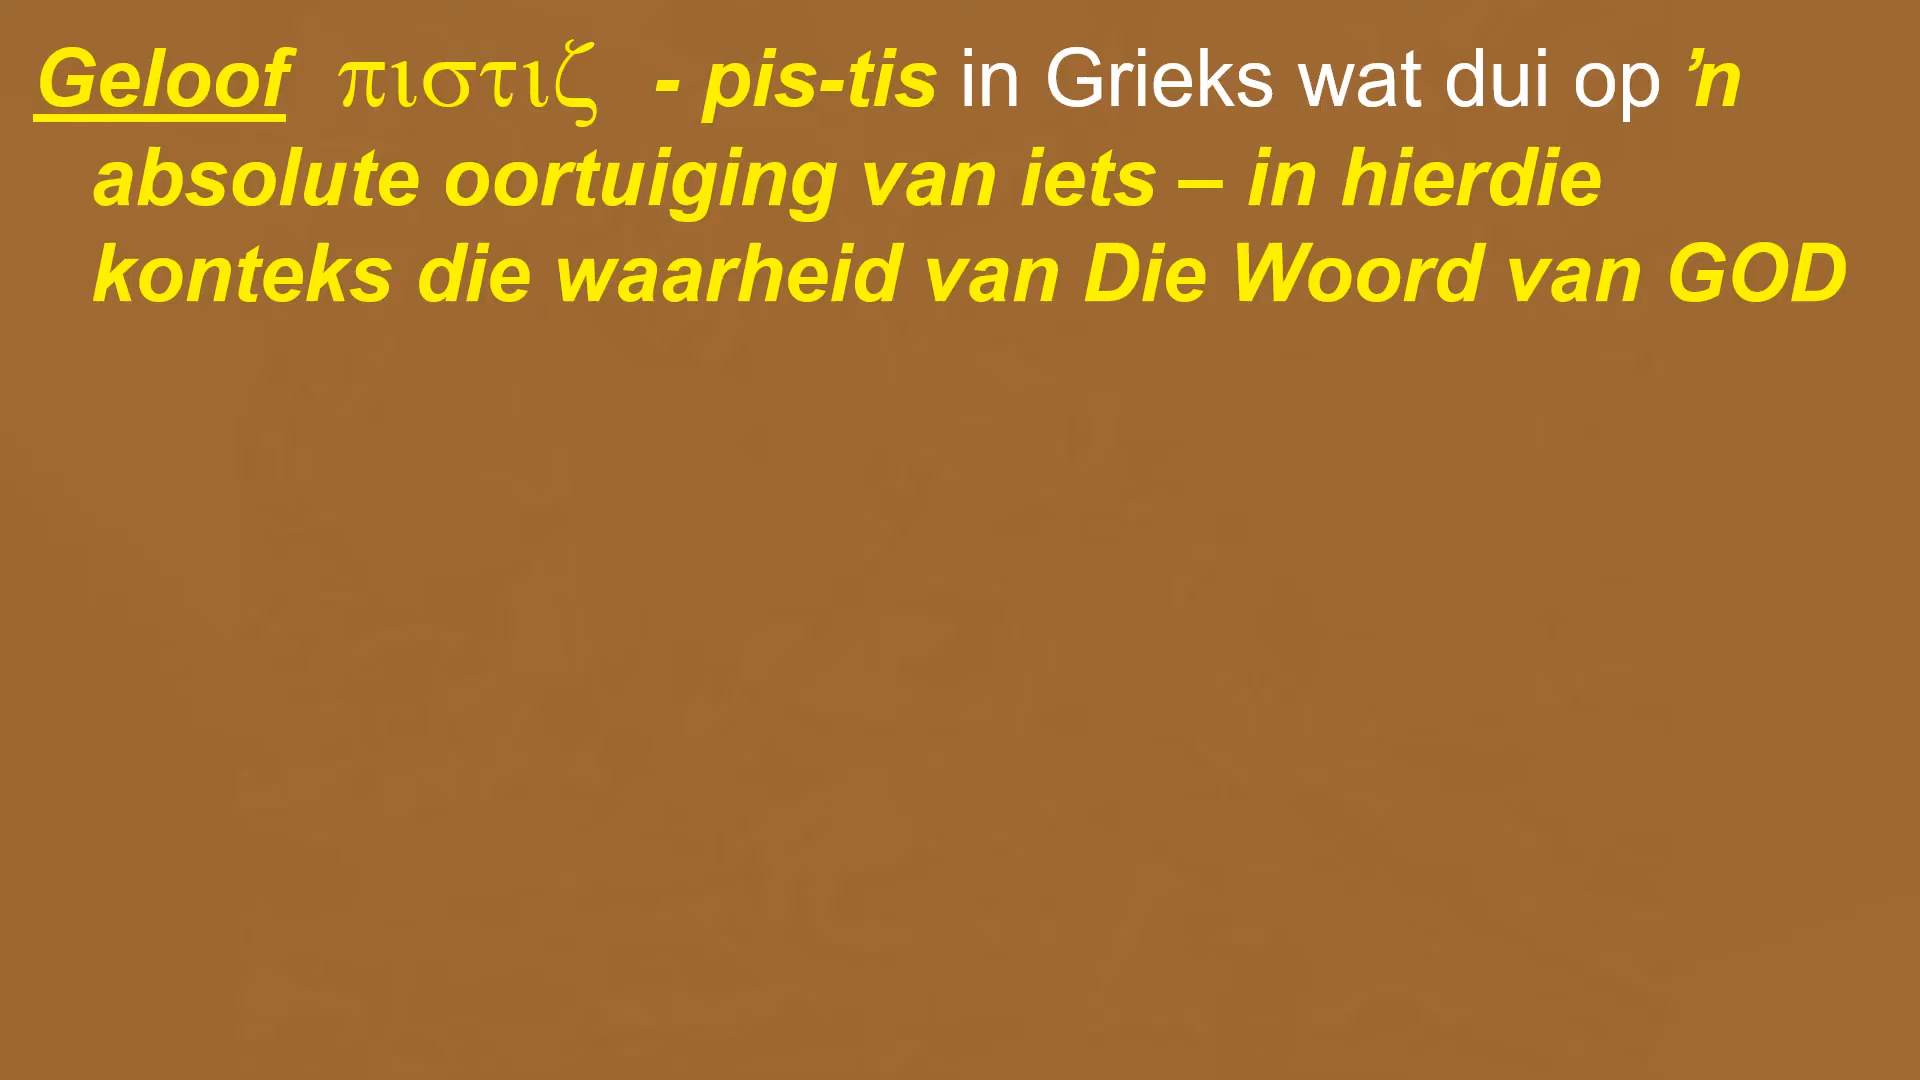 Geloof πιστιζ - pis-tis in Grieks wat dui op ’n
absolute oortuiging van iets – in hierdie
konteks die waarheid van Die Woord van GOD